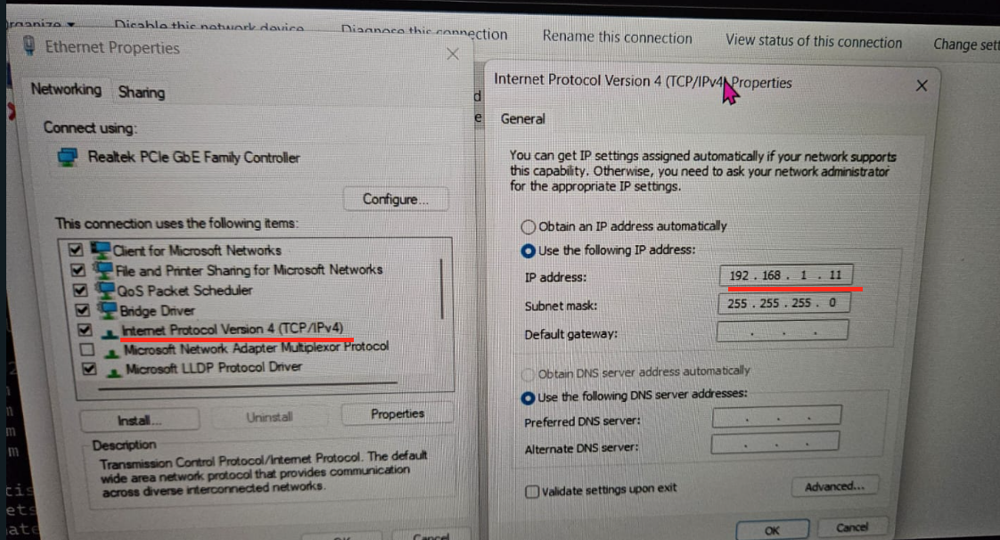 Organize
Disable this network device
Diagnose this connection
Rename this connection
View status of this connection
Ethernet Properties
Networking
Sharing
Connect using:
Realtek PCIe GbE Family Controller
Configure...
This connection uses the following items:
Client for Microsoft Networks
File and Printer Sharing for Microsoft Networks
QoS Packet Scheduler
Bridge Driver
Internet Protocol Version 4 (TCP/IPv4)
Microsoft Network Adapter Multiplexor Protocol
Microsoft LLDP Protocol Driver
Install...
Uninstall
Properties
Description
Transmission Control Protocol/Internet Protocol. The default
wide area network protocol that provides communication
across diverse interconnected networks.
Cancel
Internet Protocol Version 4 (TCP/IPv4) Properties
General
You can get IP settings assigned automatically if your network supports
this capability. Otherwise, you need to ask your network administrator
for the appropriate IP settings.
Obtain an IP address automatically
Use the following IP address:
IP address:
192 . 168 . 1 . 11
Subnet mask:
255 . 255 . 255 . 0
Default gateway:
Obtain DNS server address automatically
Use the following DNS server addresses:
Preferred DNS server:
Alternate DNS server:
Validate settings upon exit
Advanced...
OK
Cancel